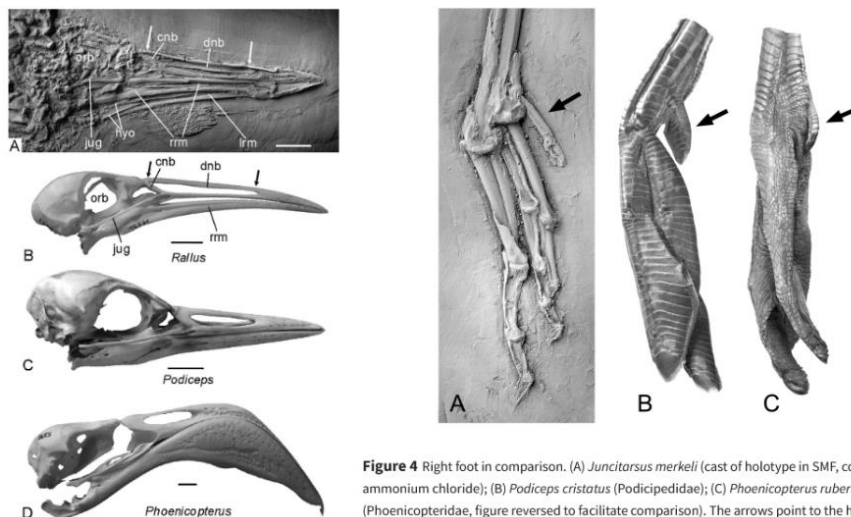 cnb
dnb
orb
jug
hyo
rrm
lrm
A
cnb
dnb
orb
jug
rrm
B
Rallus
C
Podiceps
D
Phoenicopterus
A
B
C
Figure 4 Right foot in comparison. (A) Juncitarsus merkeli (cast of holotype in SMF, co
ammonium chloride); (B) Podiceps cristatus (Podicipedidae); (C) Phoenicopterus ruber
(Phoenicopteridae, figure reversed to facilitate comparison). The arrows point to the h